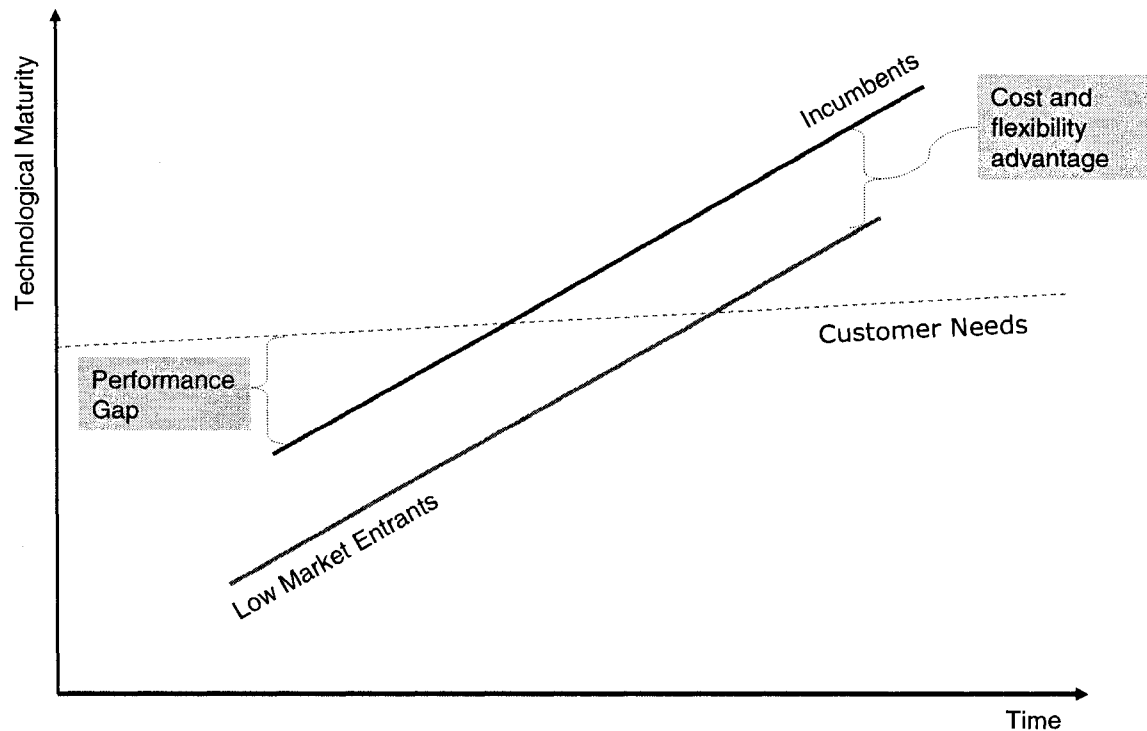 Technological Maturity
Incumbents
Cost and
flexibility
advantage
Customer Needs
Performance
Gap
Low Market Entrants
Time